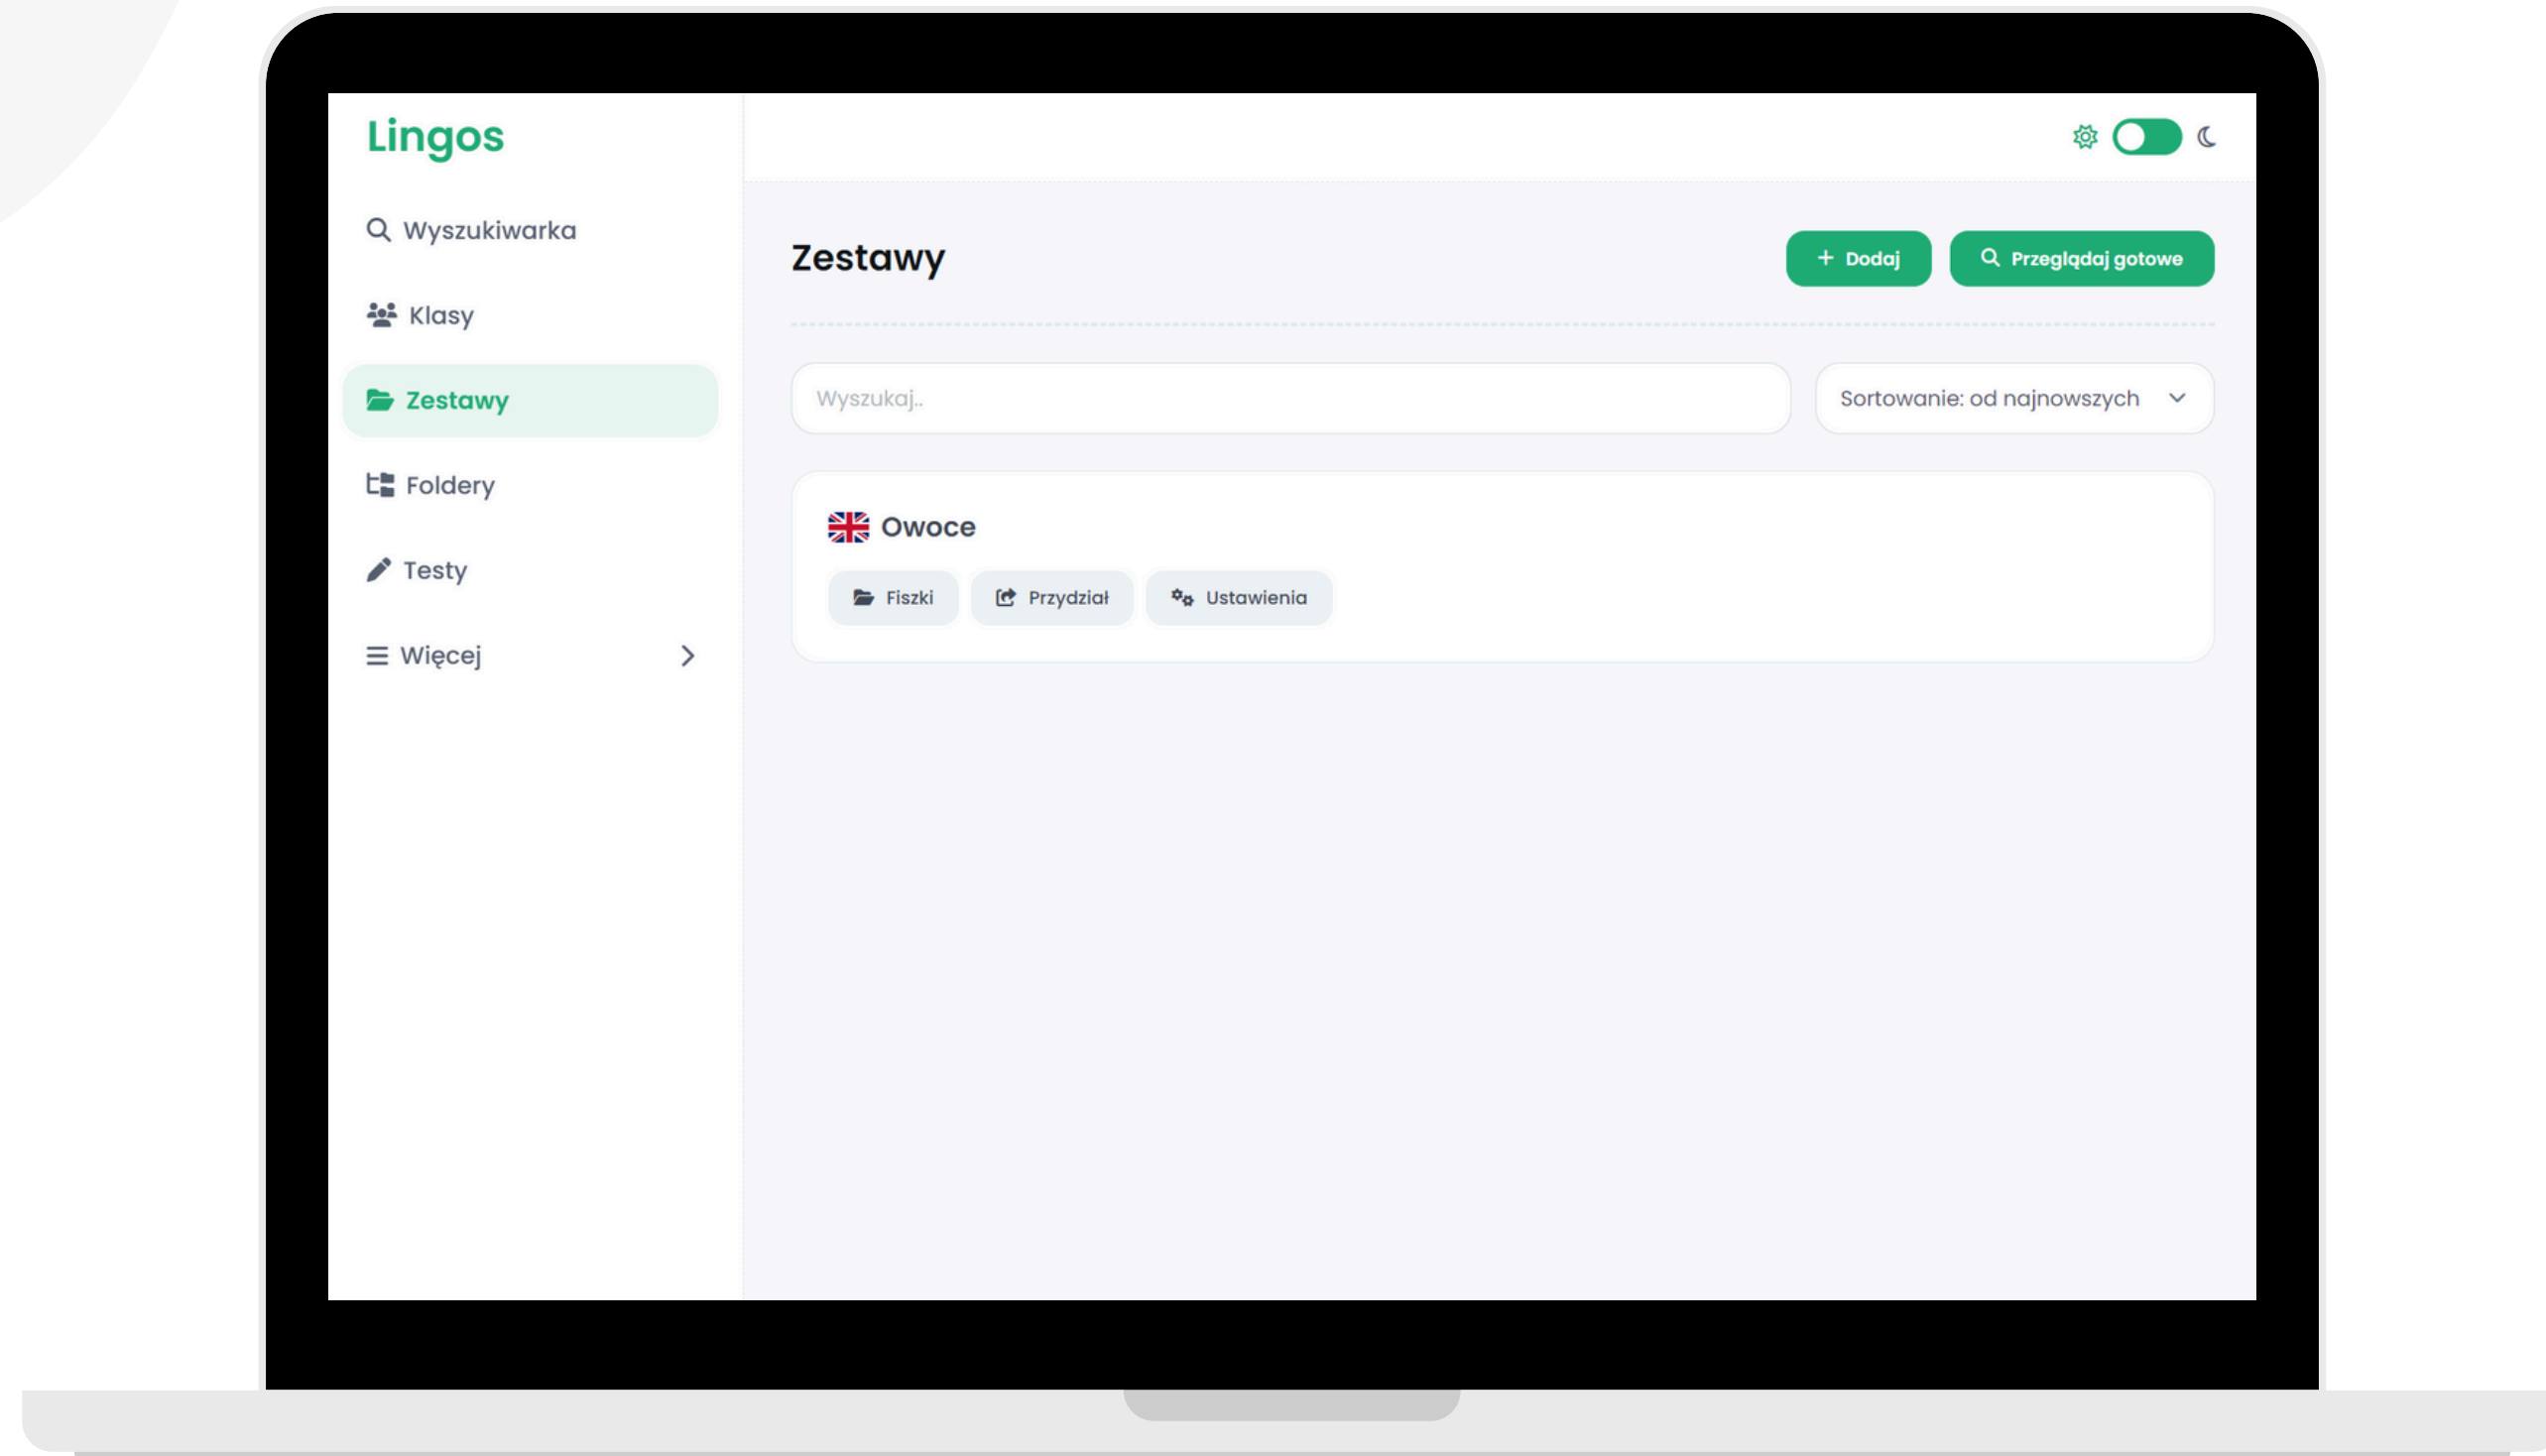 Lingos
Wyszukiwarka
Klasy
Zestawy
Foldery
Testy
Więcej
Zestawy
Dodaj
Przeglądaj gotowe
Wyszukaj..
Sortowanie: od najnowszych
Owoce
Fiszki
Przydział
Ustawienia